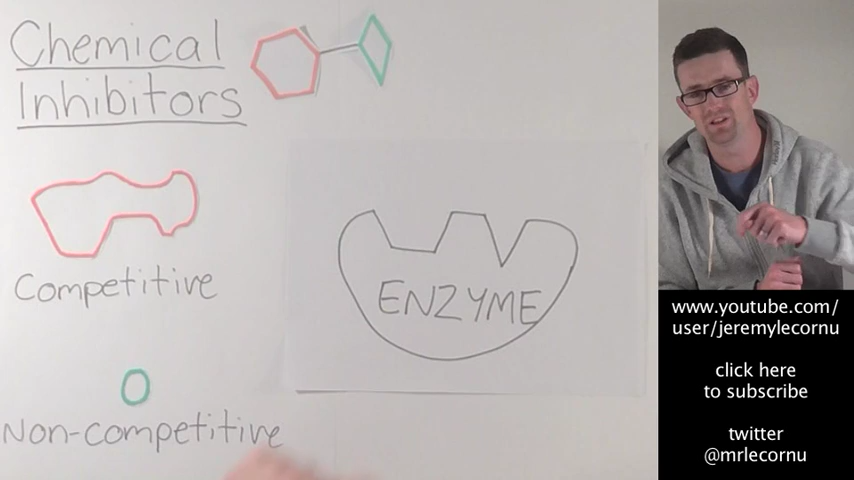 Chemical
Inhibitors
Competitive
ENZYME
Non-competitive
www.youtube.com/
user/jeremylecornu
click here
to subscribe
twitter
@mrlecornu